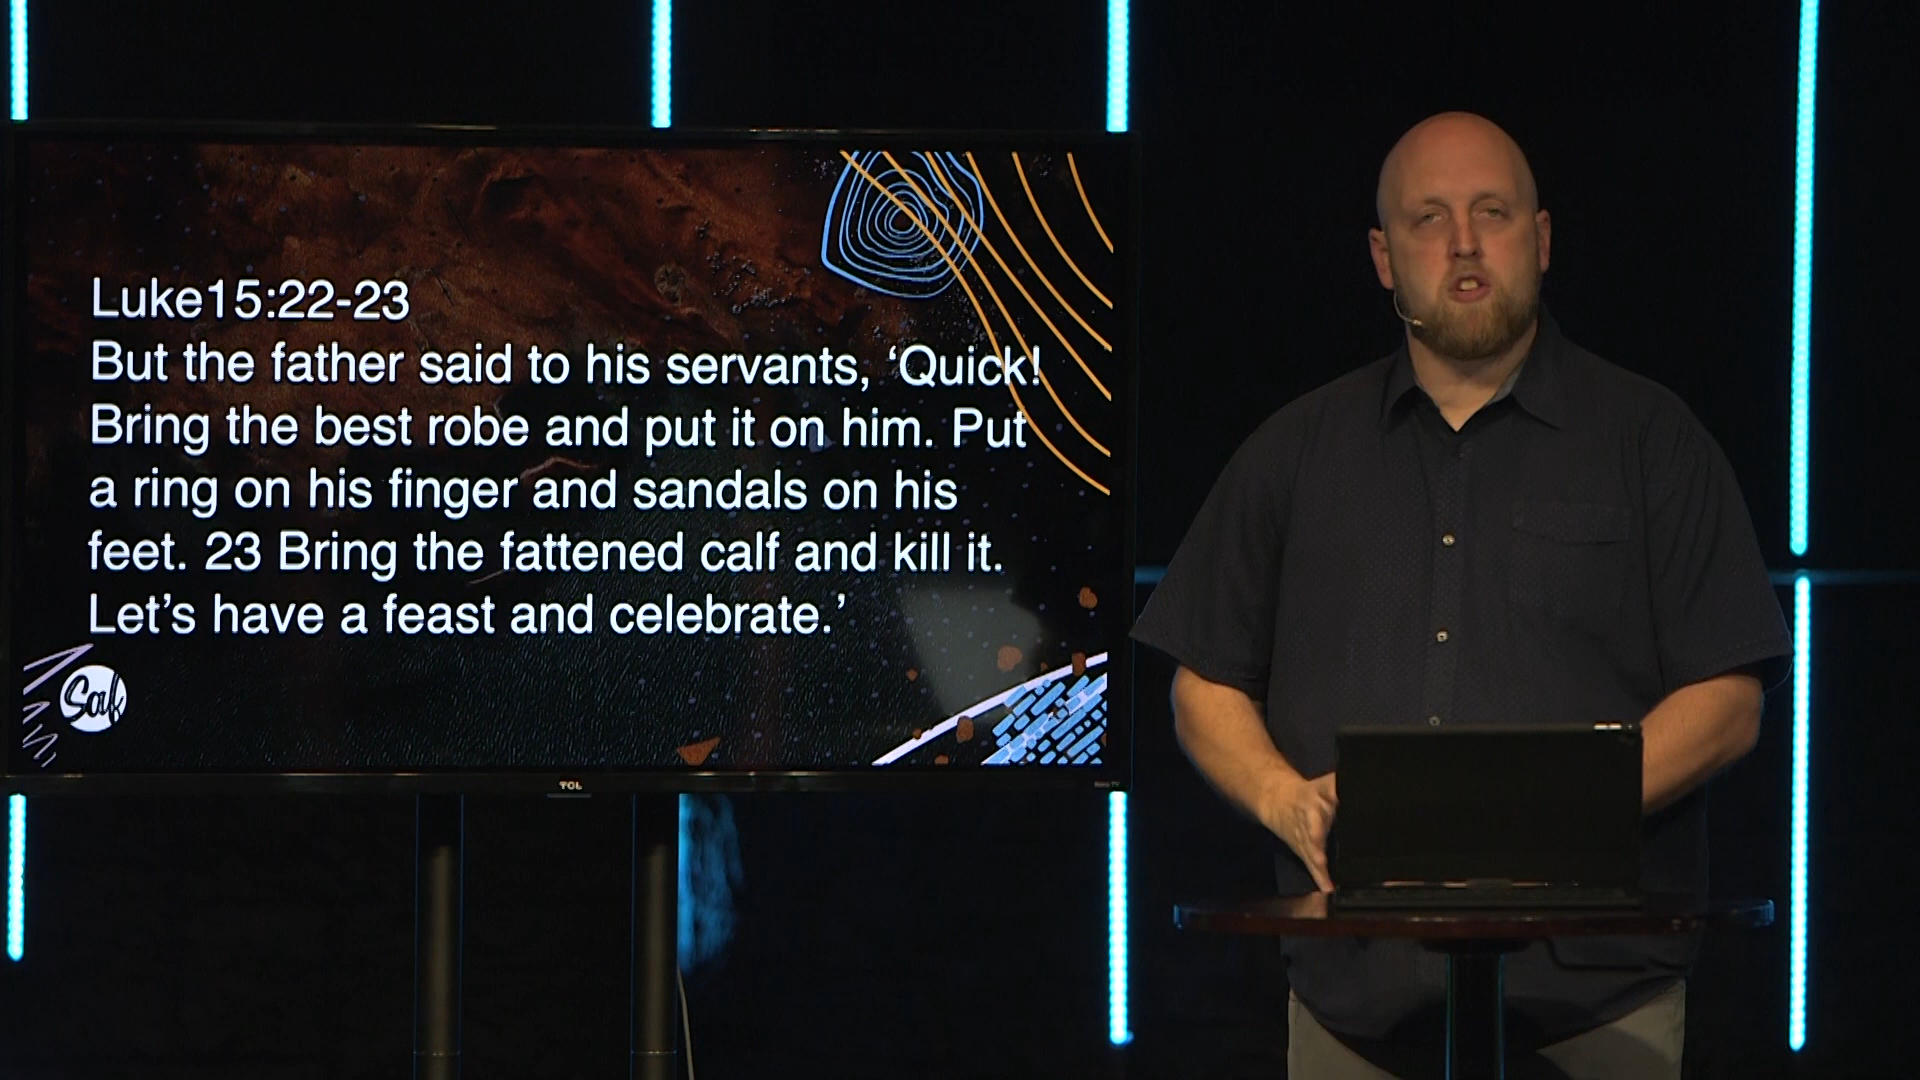 Luke15:22-23
But the father said to his servants, ‘Quick!
Bring the best robe and put it on him. Put
a ring on his finger and sandals on his
feet. 23 Bring the fattened calf and kill it.
Let’s have a feast and celebrate.’
Saf
TCL